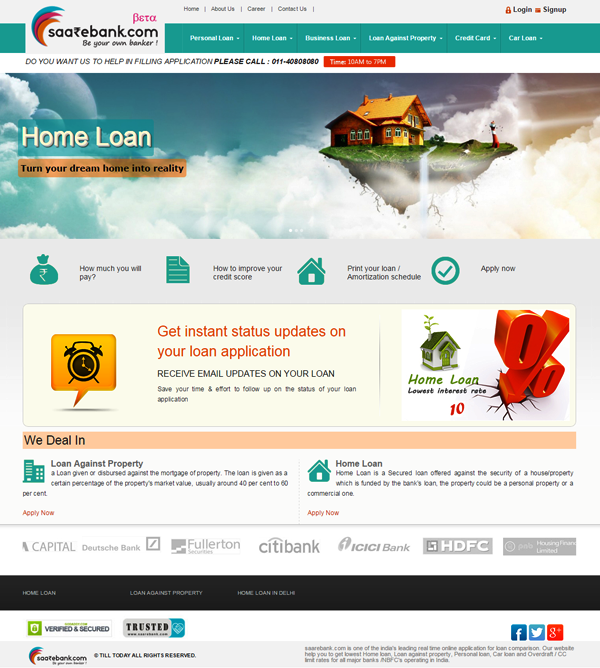 Home | About Us | Career | Contact Us |
Login Signup
βετα
saarebank.com
Be your own banker !
Personal Loan Home Loan Business Loan Loan Against Property Credit Card Car Loan
DO YOU WANT US TO HELP IN FILLING APPLICATION PLEASE CALL : 011-40808080 Time: 10AM to 7PM
Home Loan
Turn your dream home into reality
How much you will
pay?
How to improve your
credit score
Print your loan /
Amortization schedule
Apply now
Get instant status updates on
your loan application
RECEIVE EMAIL UPDATES ON YOUR LOAN
Save your time & effort to follow up on the status of your loan
application
%
Home Loan
Lowest interest rate
10
We Deal In
Loan Against Property
a Loan given or disbursed against the mortgage of property. The loan is given as
certain percentage of the property's market value, usually around 40 per cent to 60
per cent.
Apply Now
Home Loan
Home Loan is a Secured loan offered against the security of a house/property
which is funded by the bank's loan, the property could be a personal property or a
commercial one.
Apply Now
CAPITAL
Deutsche Bank
Fullerton
Securities
citibank
ICICI Bank
HDFC
Housing Finance
Limited
HOME LOAN LOAN AGAINST PROPERTY HOME LOAN IN DELHI
VERIFIED & SECURED
TRUSTED
www.saarebank.com
saarebank.com
Be your own banker !
© TILL TODAY ALL RIGHTS RESERVED.
saarebank.com is one of the india's leading real time online application for loan comparison. Our website
help you to get lowest Home loan, Loan against property, Personal loan, Car loan and Overdraft / CC
limit rates for all major banks /NBFC's operating in India.